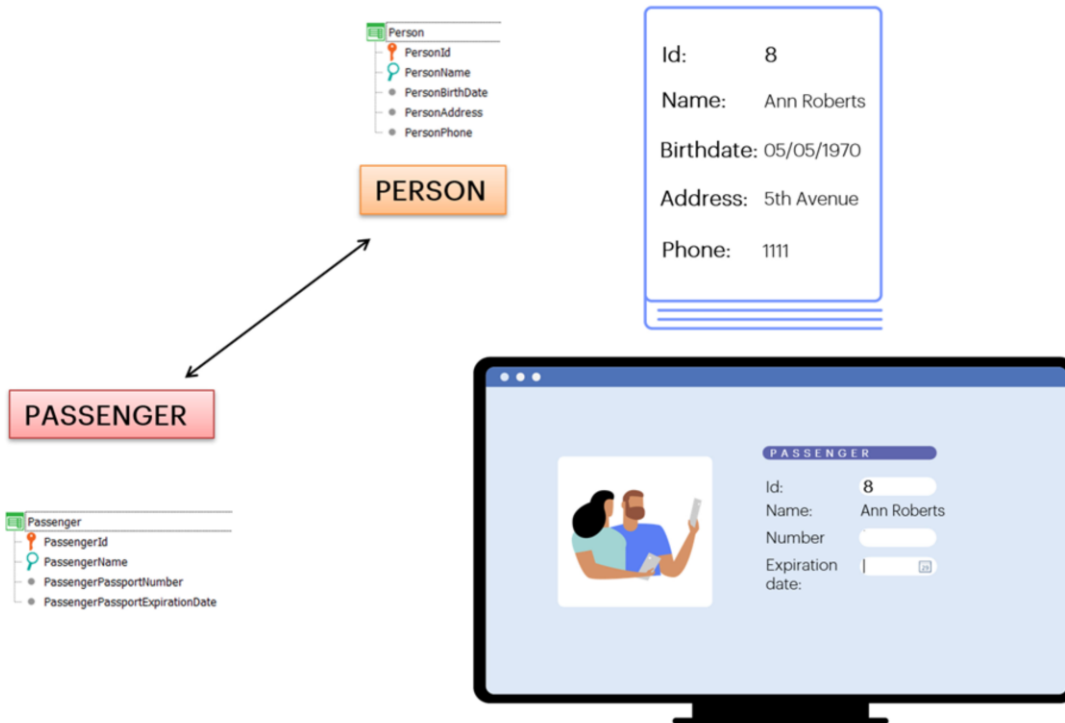 Person
PersonId
PersonName
PersonBirthDate
PersonAddress
PersonPhone
PERSON
Id: 8
Name: Ann Roberts
Birthdate: 05/05/1970
Address: 5th Avenue
Phone: 1111
PASSENGER
Passenger
PassengerId
PassengerName
PassengerPassportNumber
PassengerPassportExpirationDate
PASSENGER
Id: 8
Name: Ann Roberts
Number
Expiration
date: